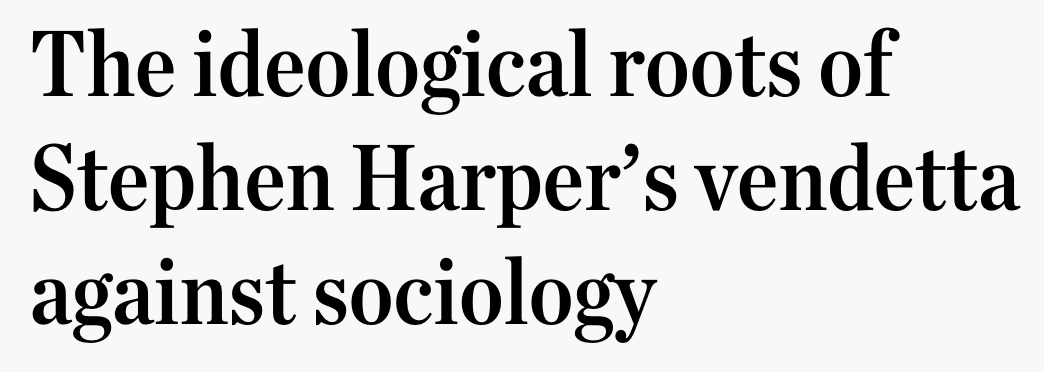 The ideological roots of
Stephen Harper’s vendetta
against sociology